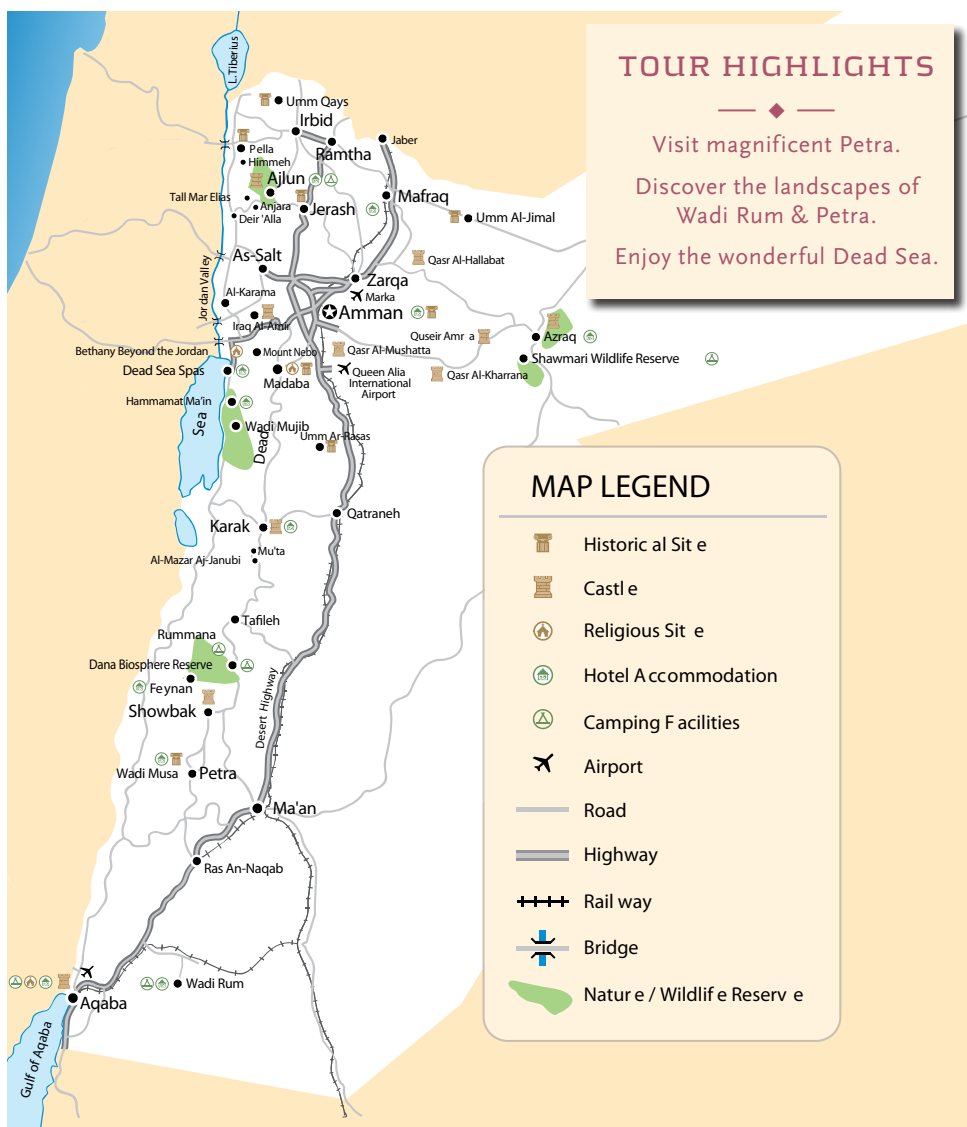 TOUR HIGHLIGHTS
Visit magnificent Petra.
Discover the landscapes of
Wadi Rum & Petra.
Enjoy the wonderful Dead Sea.
L.Tiberius
Umm Qays
Irbid
Jaber
Pella
Ramtha
Himmeh
Ajlun
Tall Mar Elias
Anjara
Mafraq
Deir 'Alla
Jerash
Umm Al-Jimal
As-Salt
Qasr Al-Hallabat
Jordan Valley
Zarqa
Al-Karama
Marka
Amman
Iraq Al-Amir
Quseir Amr a
Azraq
Bethany Beyond the Jordan
Mount Nebo
Qasr Al-Mushatta
Shawmari Wildlife Reserve
Dead Sea Spas
Madaba
Queen Alia
International
Airport
Qasr Al-Kharrana
Hammamat Ma'in
Sea
Wadi Mujib
Dead
Umm Ar-Rasas
Qatraneh
Karak
Mu'ta
Al-Mazar Aj-Janubi
Tafileh
Rummana
Dana Biosphere Reserve
Feynan
Showbak
Desert Highway
Wadi Musa
Petra
Ma'an
Ras An-Naqab
Wadi Rum
Aqaba
Gulf of Aqaba
MAP LEGEND
Historic al Sit e
Castl e
Religious Sit e
Hotel A ccommodation
Camping F acilities
Airport
Road
Highway
Rail way
Bridge
Natur e / Wildlif e Reserv e